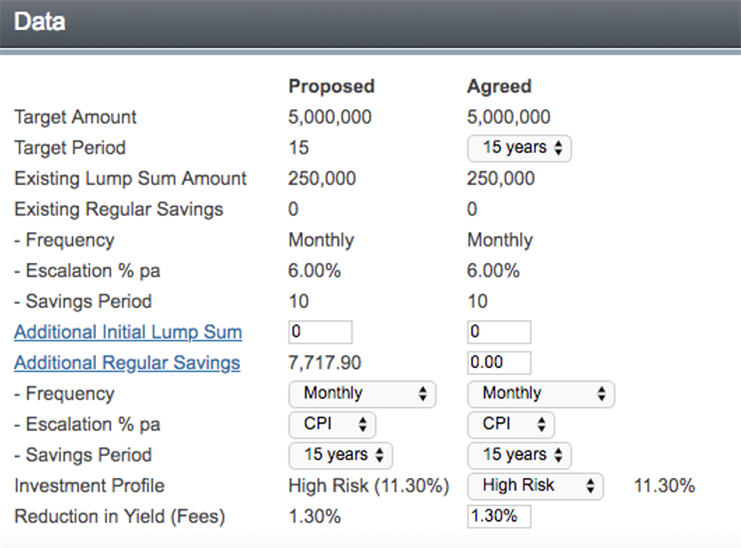 Data
Proposed Agreed
Target Amount 5,000,000 5,000,000
Target Period 15 15 years
Existing Lump Sum Amount 250,000 250,000
Existing Regular Savings 0 0
- Frequency Monthly Monthly
- Escalation % pa 6.00% 6.00%
- Savings Period 10 10
Additional Initial Lump Sum 0 0
Additional Regular Savings 7,717.90 0.00
- Frequency Monthly Monthly
- Escalation % pa CPI CPI
- Savings Period 15 years 15 years
Investment Profile High Risk (11.30%) High Risk 11.30%
Reduction in Yield (Fees) 1.30% 1.30%